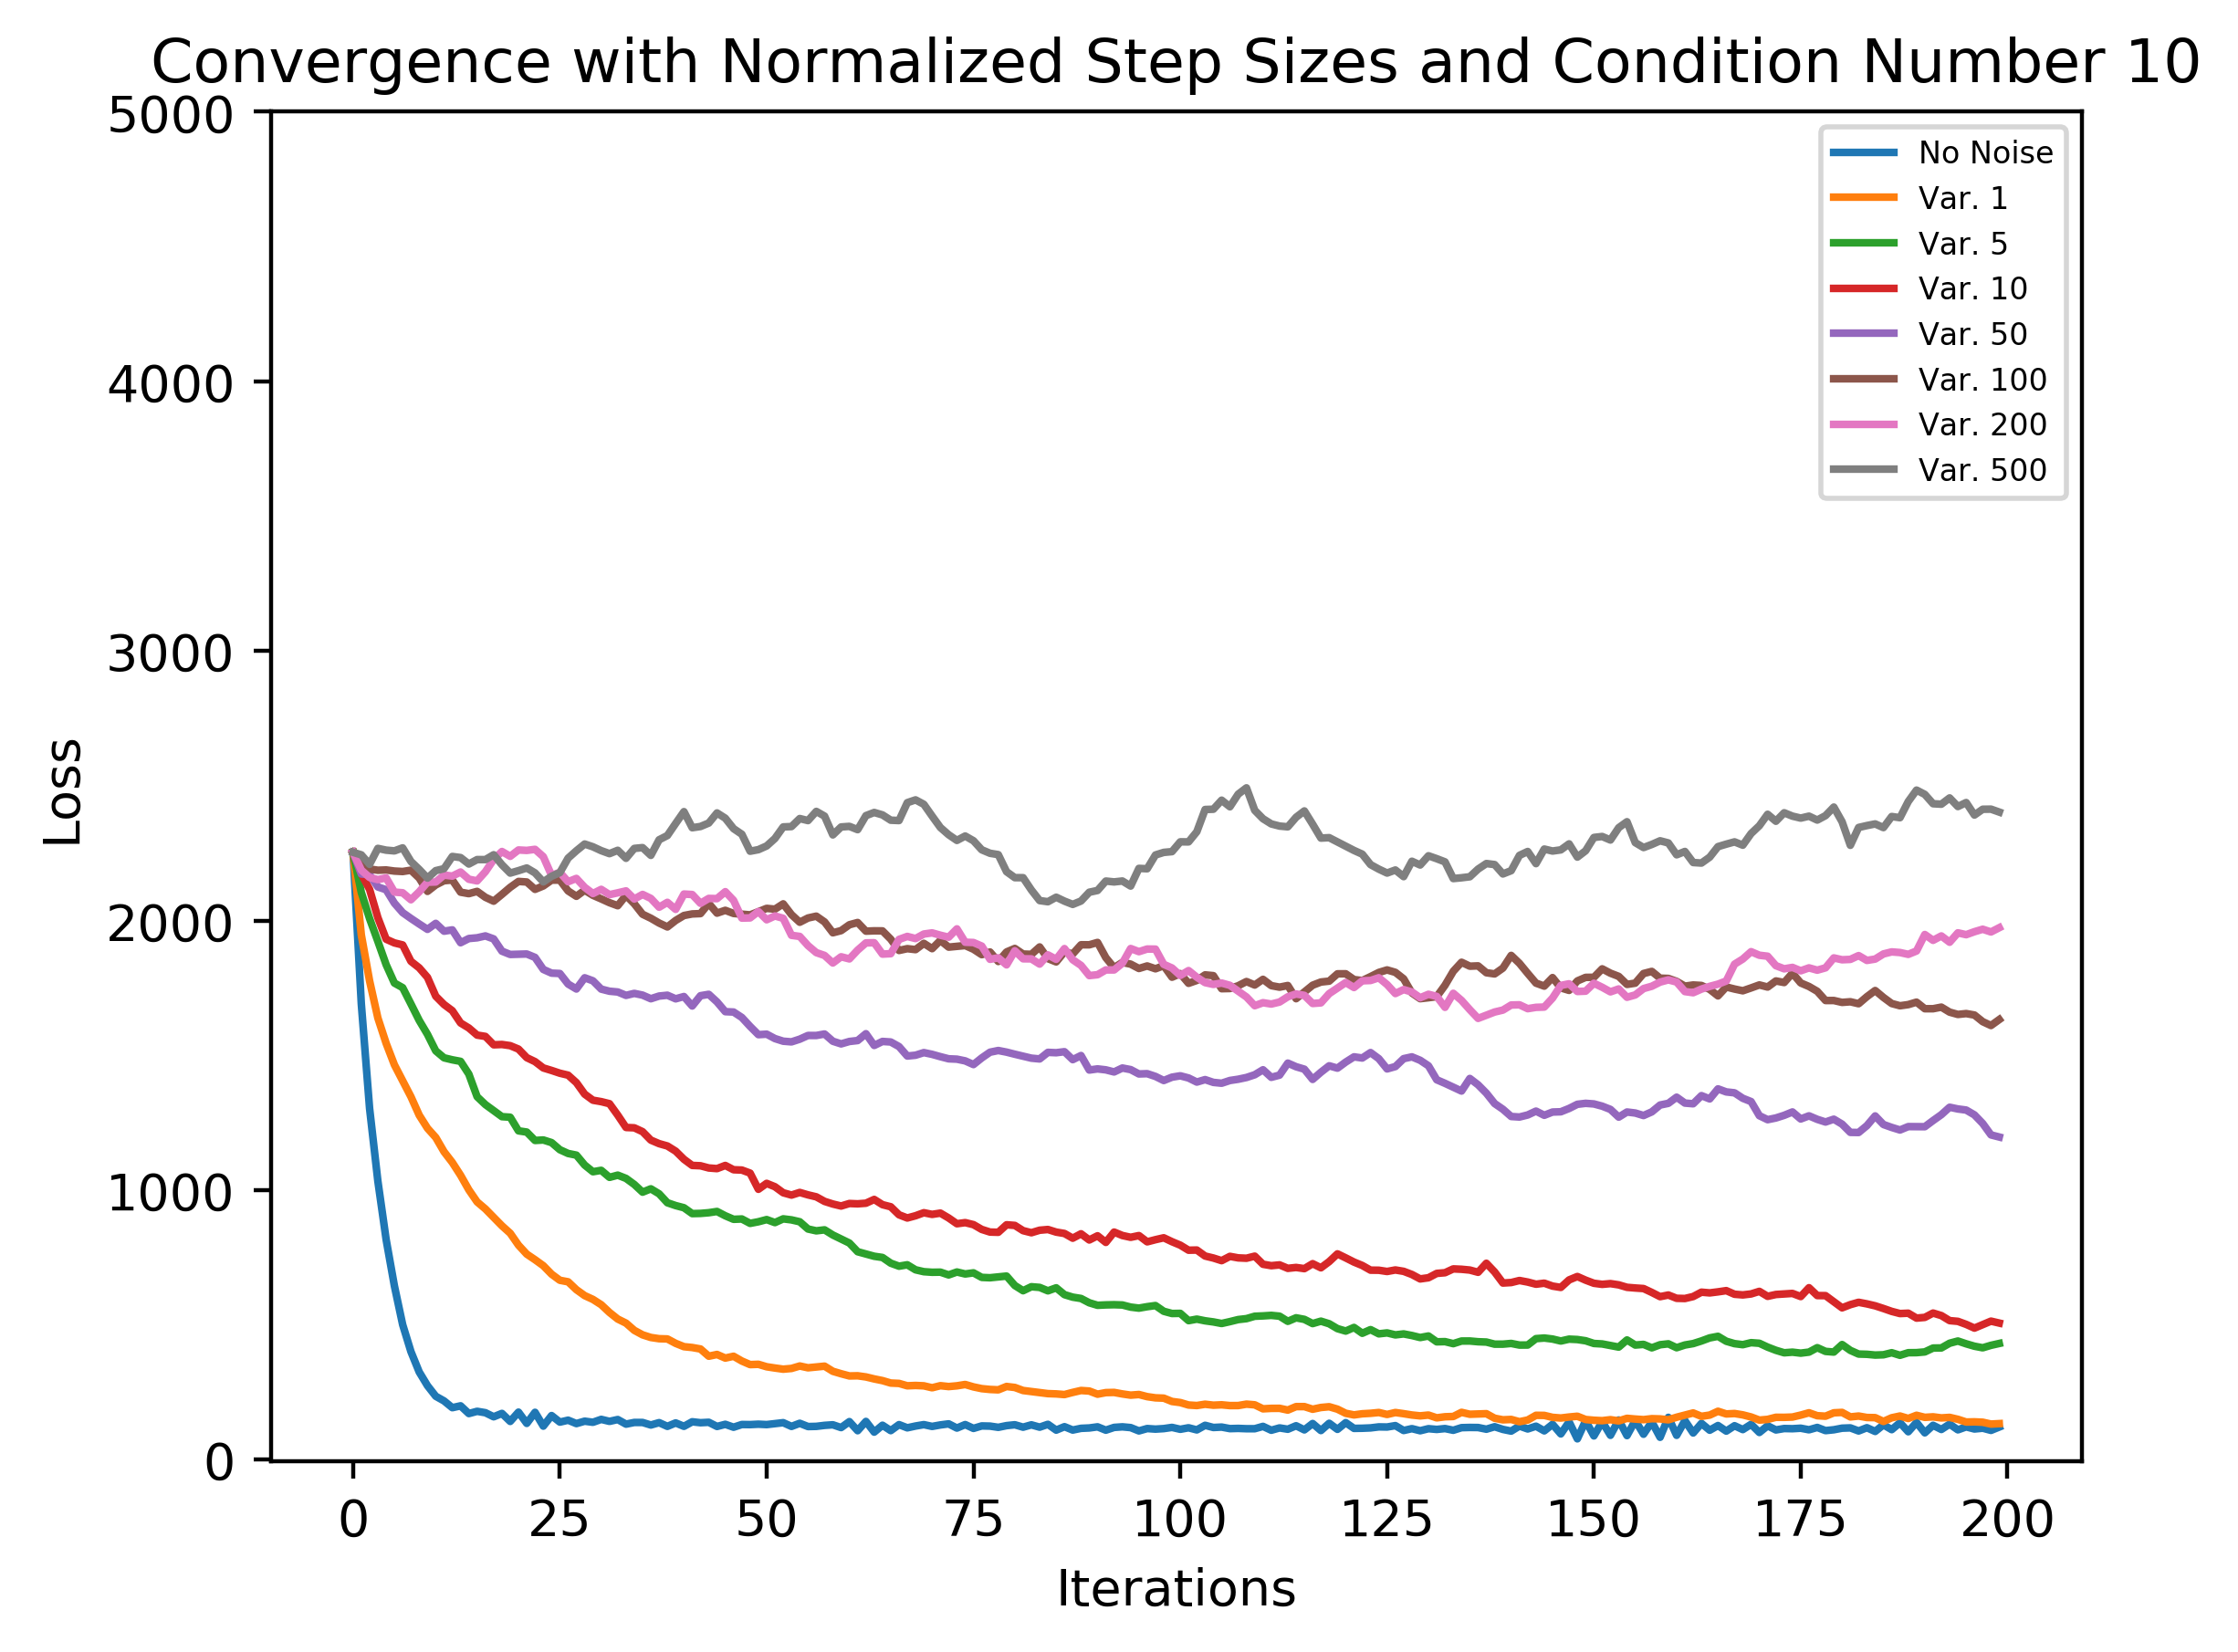 Convergence with Normalized Step Sizes and Condition Number 10
5000
4000
3000
2000
1000
0
Loss
No Noise
Var. 1
Var. 5
Var. 10
Var. 50
Var. 100
Var. 200
Var. 500
0 25 50 75 100 125 150 175 200
Iterations